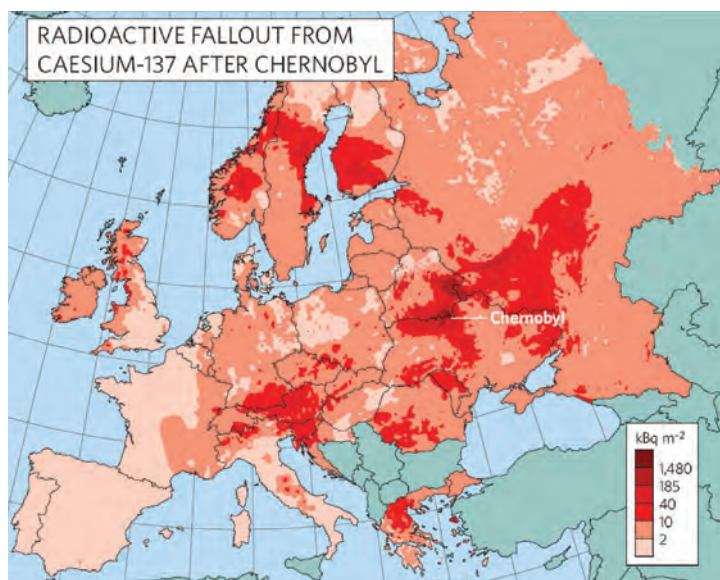 RADIOACTIVE FALLOUT FROM
CAESIUM-137 AFTER CHERNOBYL
Chernobyl
kBq m⁻²
1,480
185
40
10
2